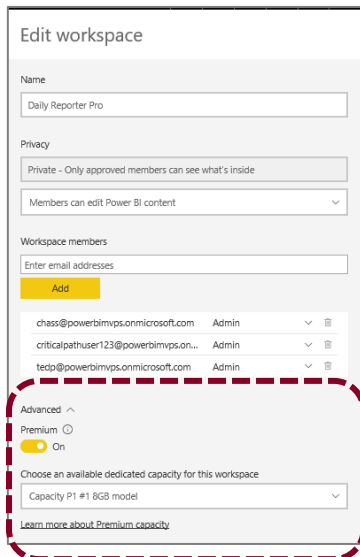 Edit workspace
Name
Daily Reporter Pro
Privacy
Private - Only approved members can see what's inside
Members can edit Power BI content
Workspace members
Enter email addresses
Add
chass@powerbimvps.onmicrosoft.com Admin
criticalpathuser123@powerbimvps.on... Admin
tedp@powerbimvps.onmicrosoft.com Admin
Advanced
Premium
On
Choose an available dedicated capacity for this workspace
Capacity P1 #1 8GB model
Learn more about Premium capacity